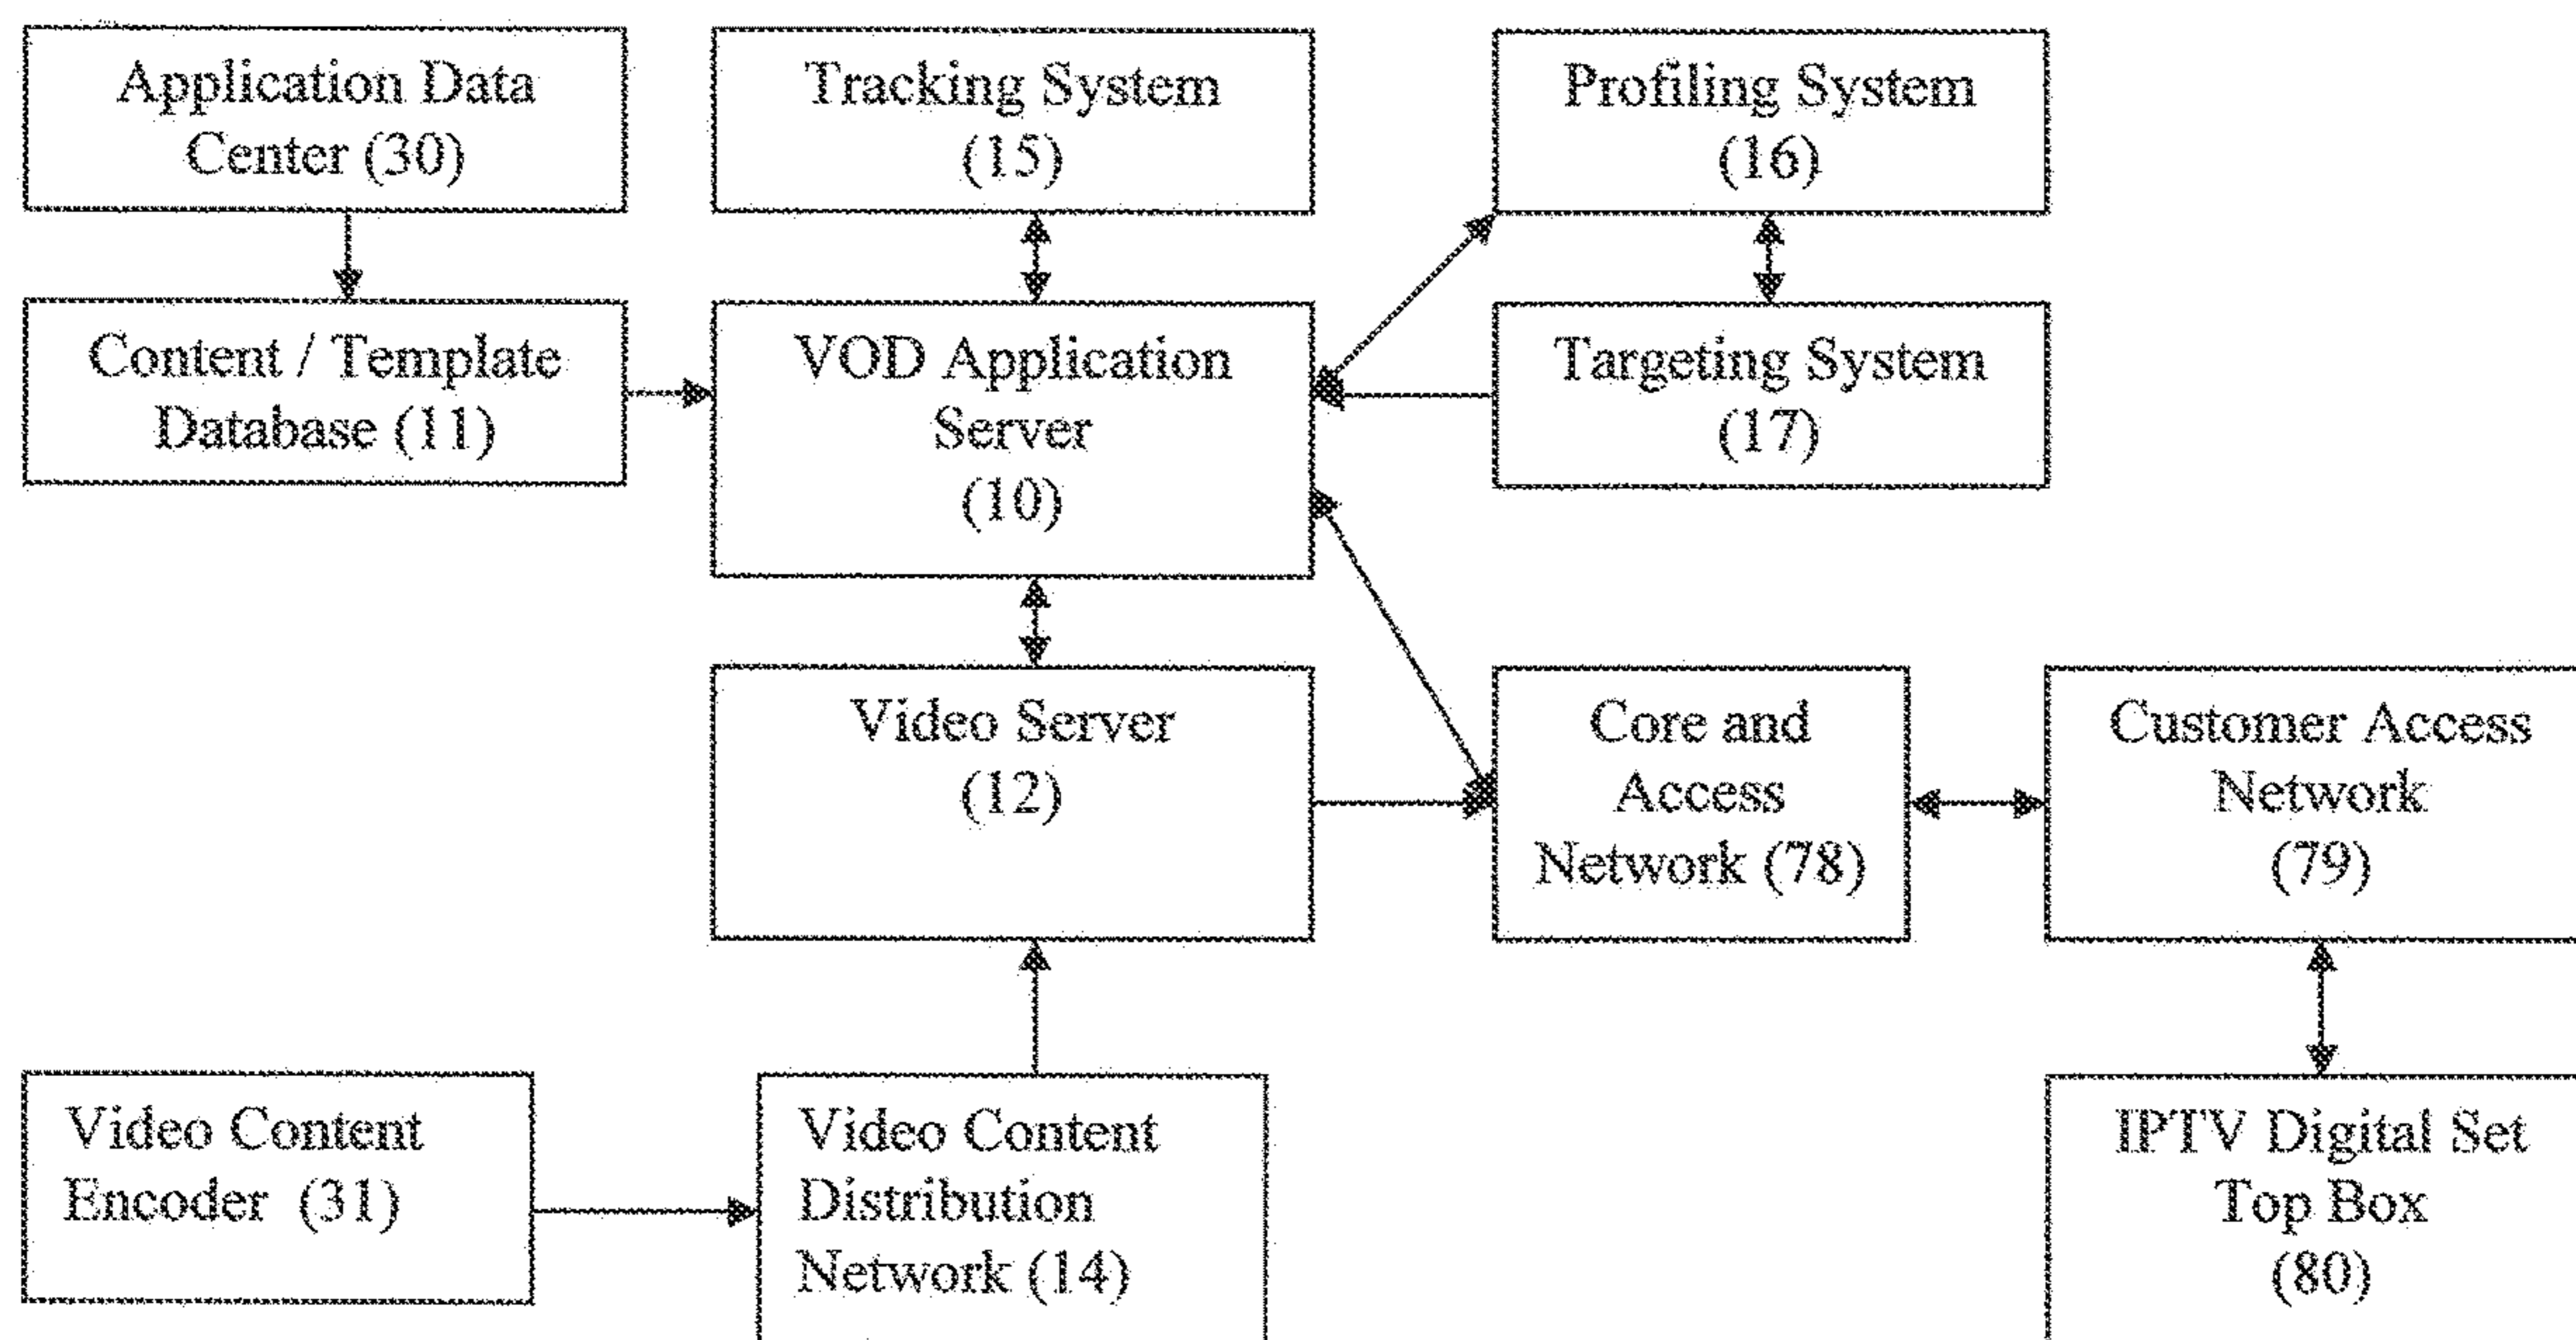 Application Data
Center (30)
Tracking System
(15)
Profiling System
(16)
Content / Template
Database (11)
VOD Application
Server
(10)
Targeting System
(17)
Video Server
(12)
Core and
Access
Network (78)
Customer Access
Network
(79)
Video Content
Encoder (31)
Video Content
Distribution
Network (14)
IPTV Digital Set
Top Box
(80)